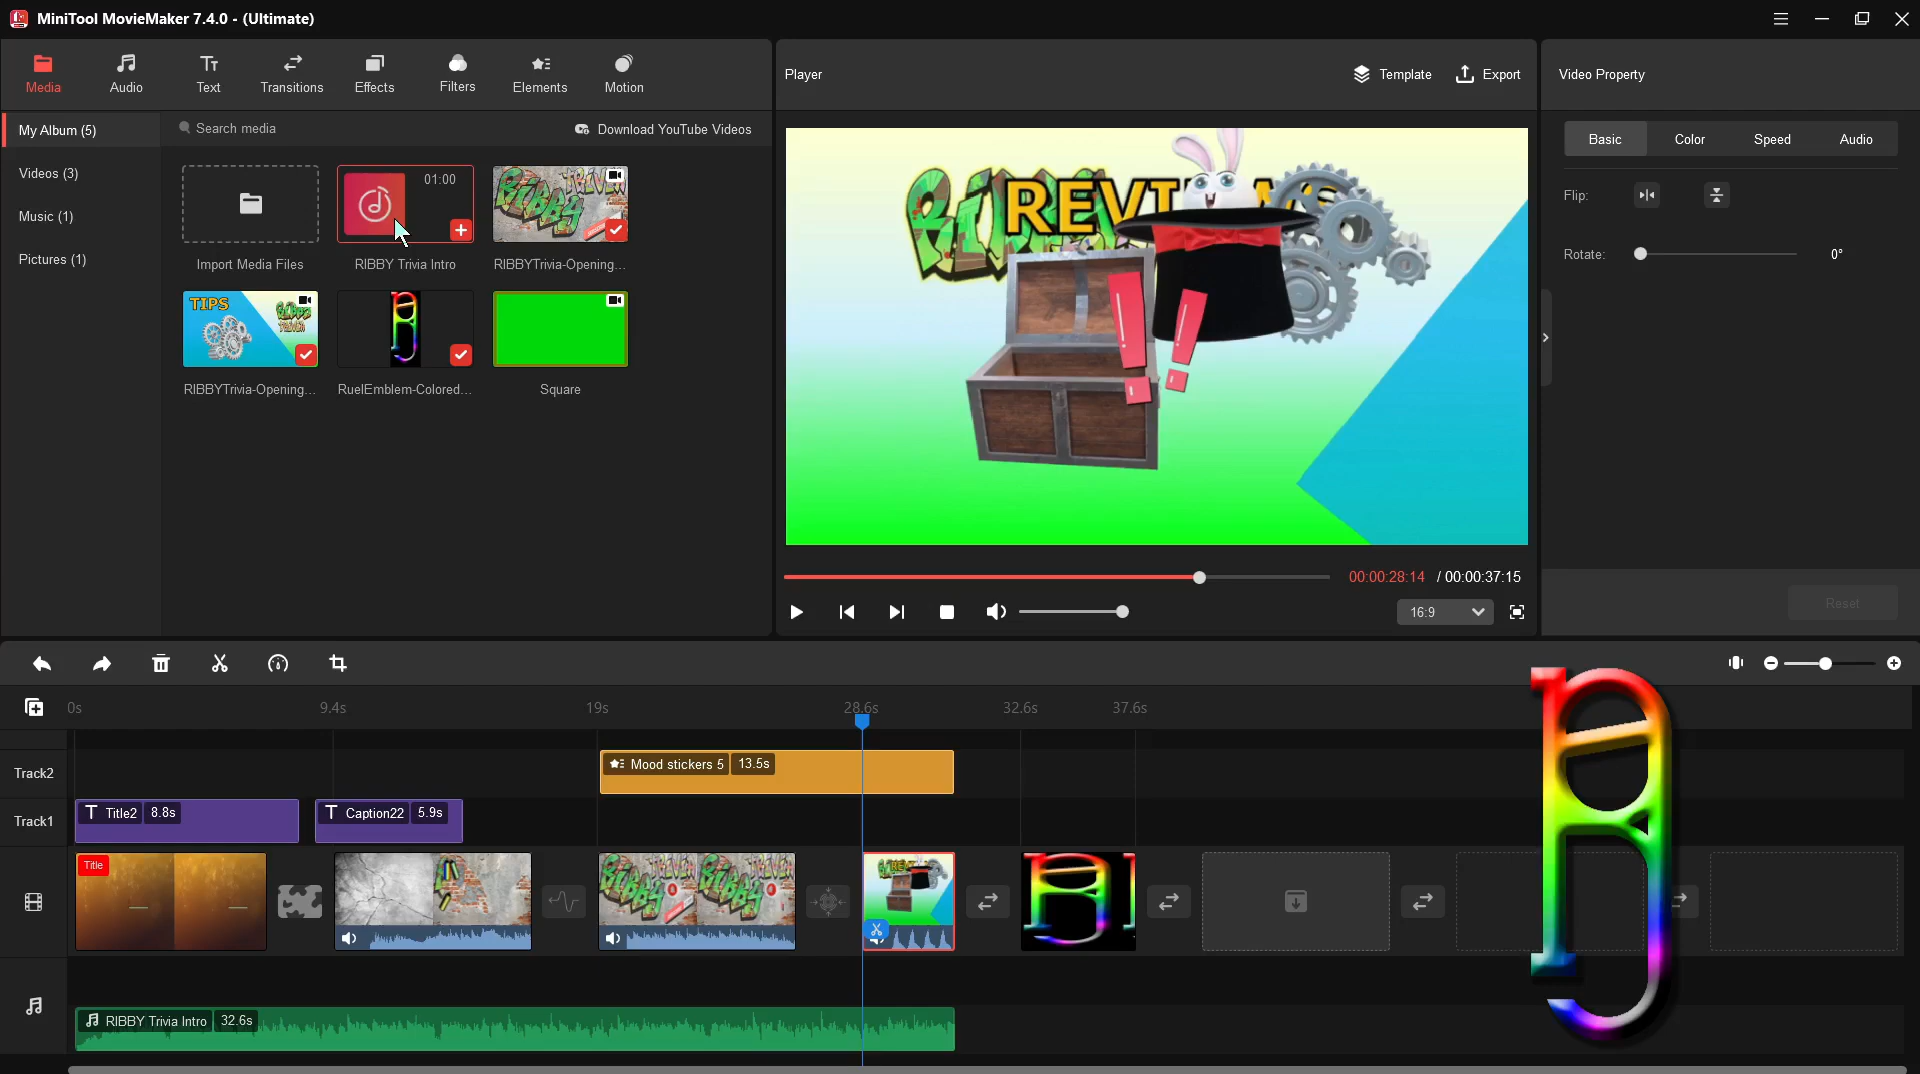 MiniTool MovieMaker 7.4.0 - (Ultimate)
Media
Audio
Text
Transitions
Effects
Filters
Elements
Motion
Player
Template
Export
Video Property
My Album (5)
Videos (3)
Music (1)
Pictures (1)
Search media
Download YouTube Videos
01:00
Import Media Files
RIBBY Trivia Intro
RIBBYTrivia-Opening...
TIPS
RIBBYTrivia-Opening...
RuelEmblem-Colored...
Square
Basic
Color
Speed
Audio
Flip:
Rotate:
0°
00:00:28:14 / 00:00:37:15
16:9
Reset
0s
9.4s
19s
28.6s
32.6s
37.6s
Track2
Mood stickers 5
13.5s
Track1
Title2
8.8s
Caption22
5.9s
Title
RIBBY Trivia Intro
32.6s